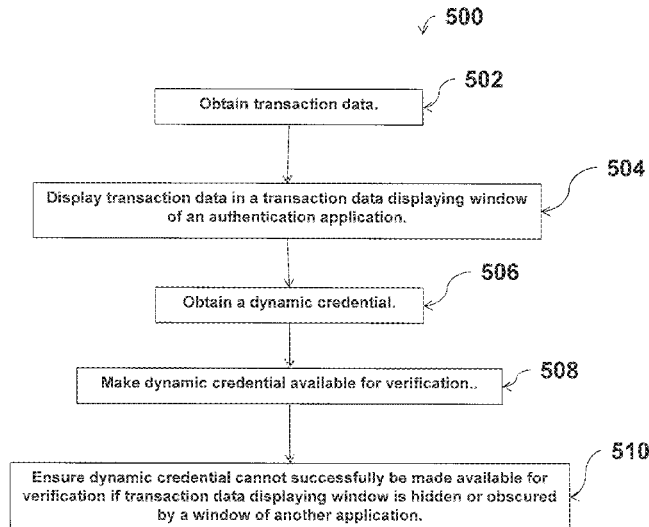 500
502
Obtain transaction data.
504
Display transaction data in a transaction data displaying window
of an authentication application.
506
Obtain a dynamic credential.
508
Make dynamic credential available for verification..
510
Ensure dynamic credential cannot successfully be made available for
verification if transaction data displaying window is hidden or obscured
by a window of another application.